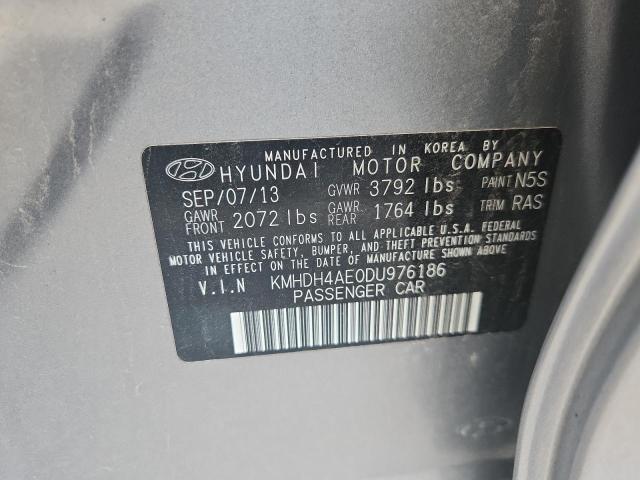 MANUFACTURED IN KOREA BY
HYUNDAI MOTOR COMPANY
SEP/07/13 GVWR 3792 lbs PAINT N5S
GAWR FRONT 2072 lbs GAWR REAR 1764 lbs TRIM RAS
THIS VEHICLE CONFORMS TO ALL APPLICABLE U.S.A. FEDERAL
MOTOR VEHICLE SAFETY, BUMPER, AND THEFT PREVENTION STANDARDS
IN EFFECT ON THE DATE OF MANUFACTURE SHOWN ABOVE
V.I.N KMHDH4AE0DU976186
PASSENGER CAR